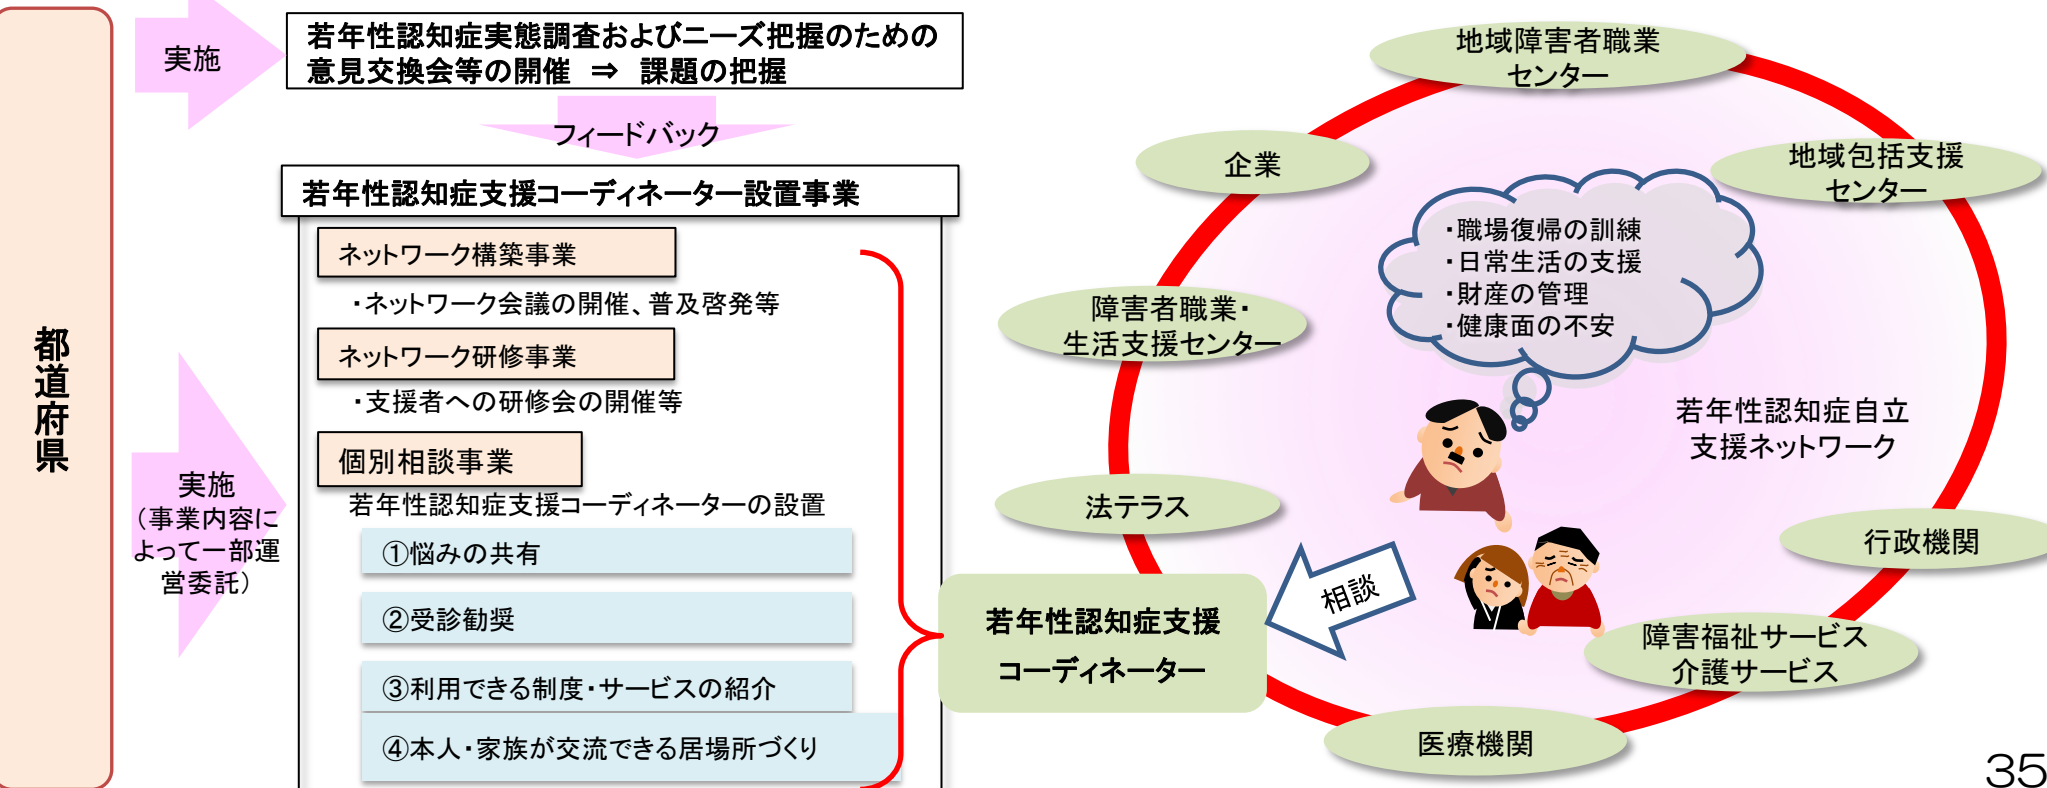 都道府県
実施
若年性認知症実態調査およびニーズ把握のための
意見交換会等の開催 ⇒ 課題の把握
フィードバック
若年性認知症支援コーディネーター設置事業
ネットワーク構築事業
・ネットワーク会議の開催、普及啓発等
ネットワーク研修事業
・支援者への研修会の開催等
個別相談事業
若年性認知症支援コーディネーターの設置
①悩みの共有
②受診勧奨
③利用できる制度・サービスの紹介
④本人・家族が交流できる居場所づくり
実施
（事業内容に
よって一部運
営委託）
地域障害者職業
センター
企業
地域包括支援
センター
・職場復帰の訓練
・日常生活の支援
・財産の管理
・健康面の不安
障害者職業・
生活支援センター
若年性認知症自立
支援ネットワーク
法テラス
行政機関
相談
若年性認知症支援
コーディネーター
障害福祉サービス
介護サービス
医療機関
35